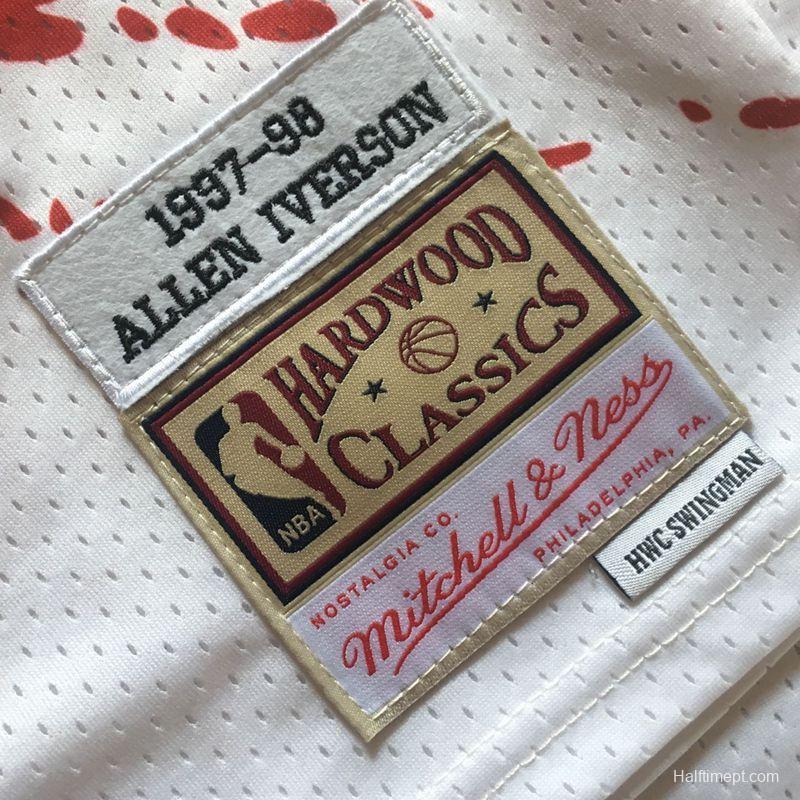 1997-98
ALLEN IVERSON
HARDWOOD
CLASSICS
NBA
NOSTALGIA CO.
Mitchell & Ness
PHILADELPHIA, PA.
HWC SWINGMAN
Halftimept.com